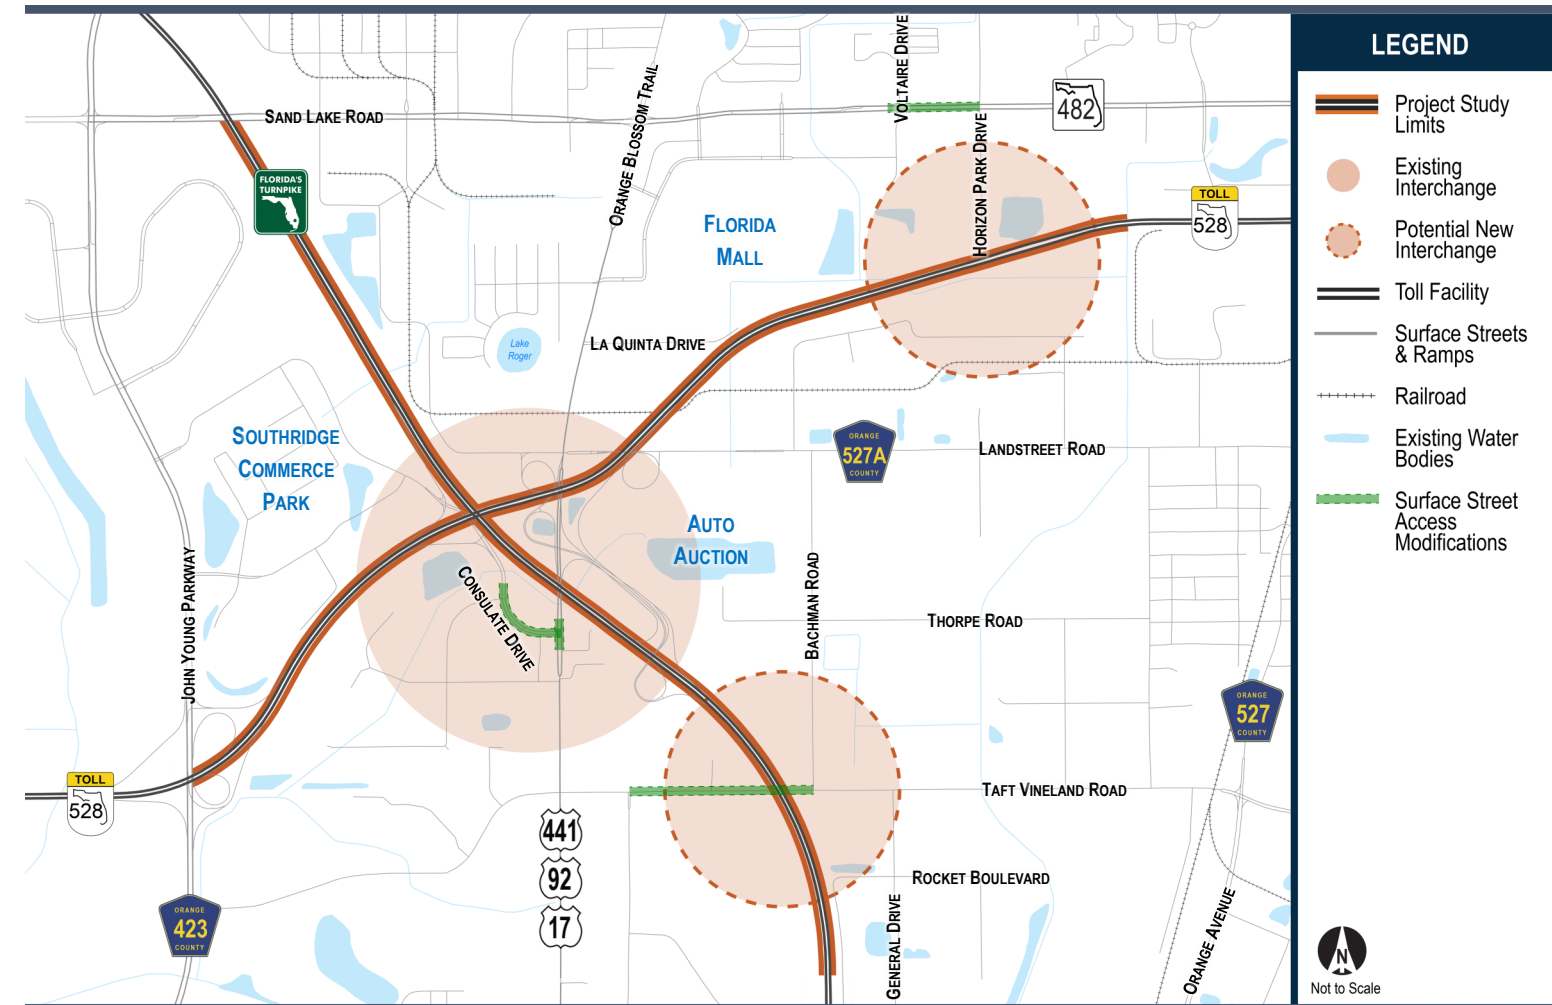 VOLTAIRE DRIVE
ORANGE BLOSSOM TRAIL
SAND LAKE ROAD
482
HORIZON PARK DRIVE
FLORIDA'S
TURNPIKE
TOLL
528
FLORIDA
MALL
Lake
Roger
LA QUINTA DRIVE
SOUTHRIDGE
COMMERCE
PARK
ORANGE
527A
COUNTY
LANDSTREET ROAD
AUTO
AUCTION
JOHN YOUNG PARKWAY
CONSULATE DRIVE
BACHMAN ROAD
THORPE ROAD
ORANGE
527
COUNTY
TOLL
528
TAFT VINELAND ROAD
441
92
17
ROCKET BOULEVARD
ORANGE
423
COUNTY
GENERAL DRIVE
ORANGE AVENUE
LEGEND
Project Study
Limits
Existing
Interchange
Potential New
Interchange
Toll Facility
Surface Streets
& Ramps
Railroad
Existing Water
Bodies
Surface Street
Access
Modifications
N
Not to Scale